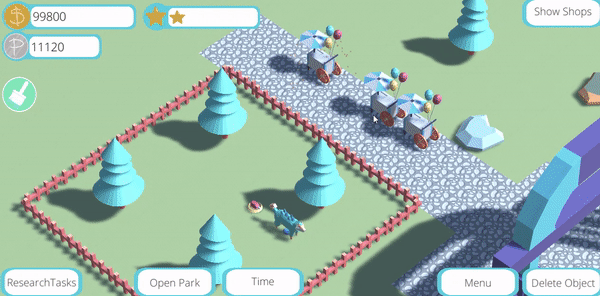 99800
Show Shops
11120
ResearchTasks
Open Park
Time
Menu
Delete Object